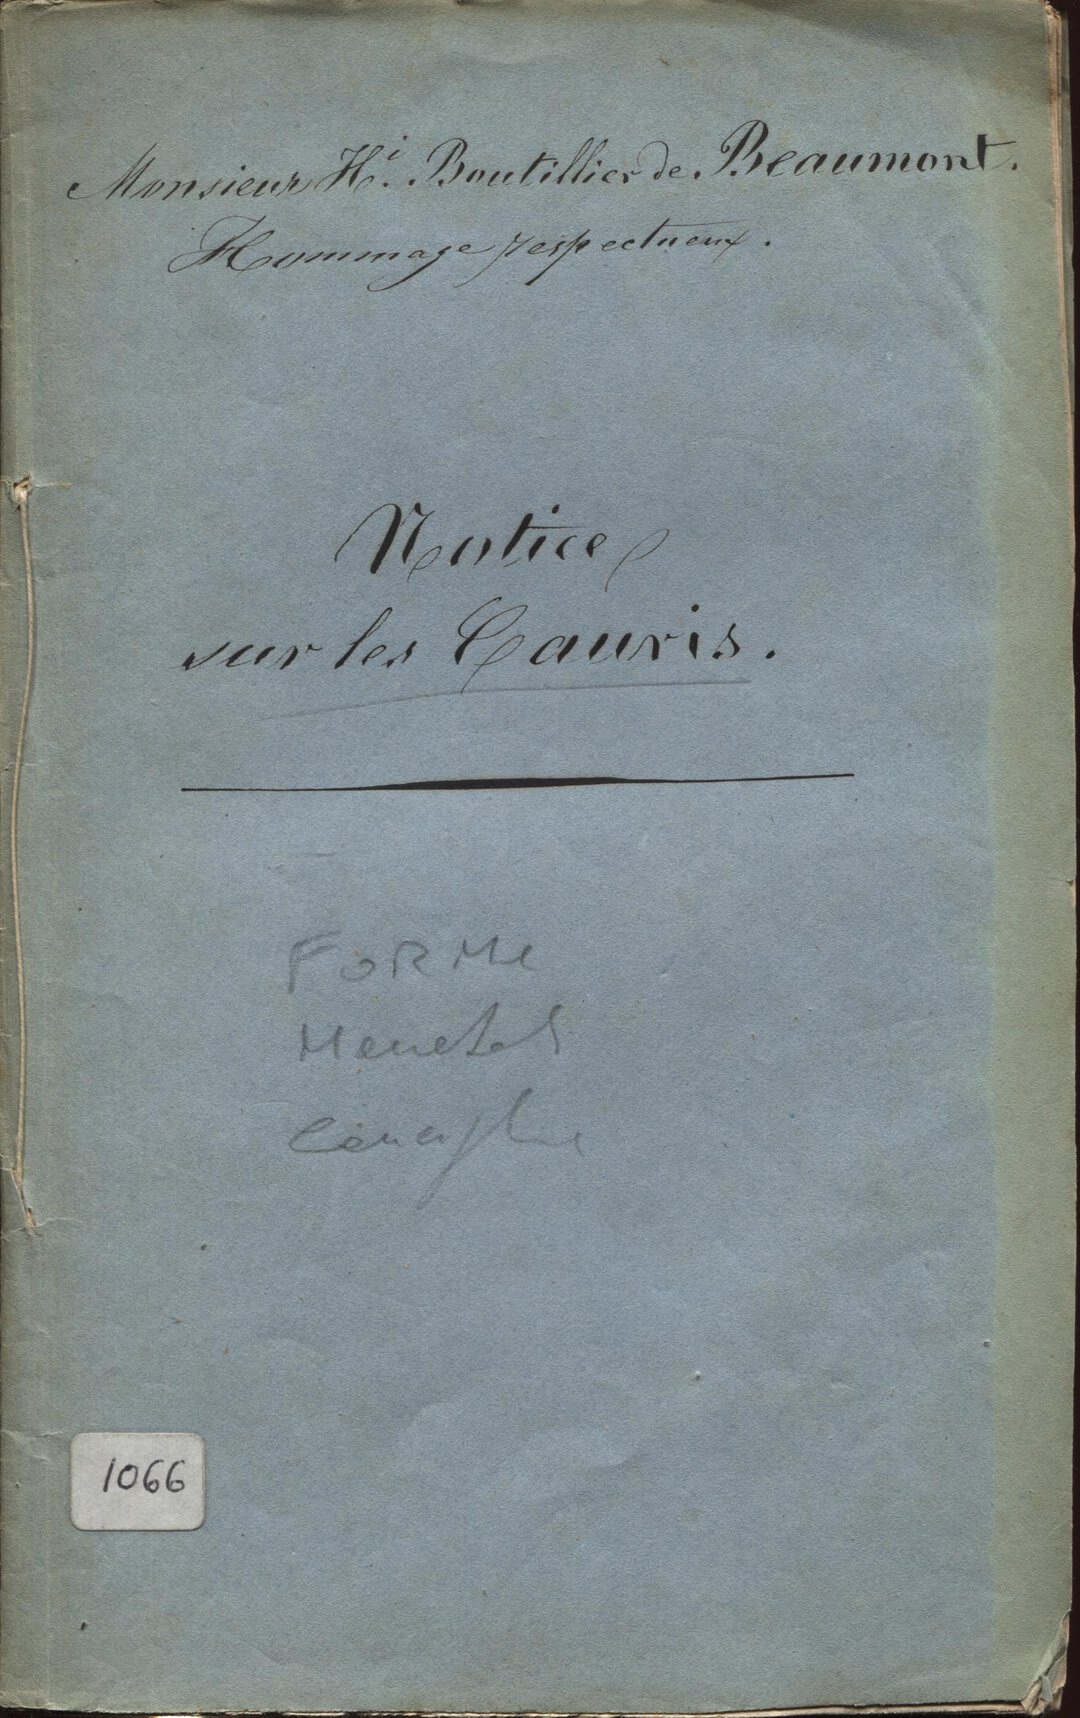 Monsieur Hi. Boutillier de Beaumont.
Hommage respectueux.
Notice
sur les Cauris.
FORME
1066